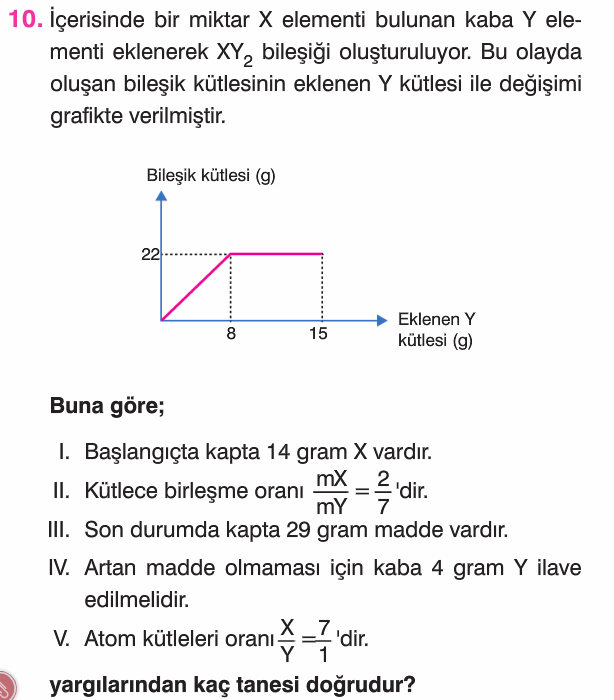 10. İçerisinde bir miktar X elementi bulunan kaba Y ele-
menti eklenerek XY₂ bileşiği oluşturuluyor. Bu olayda
oluşan bileşik kütlesinin eklenen Y kütlesi ile değişimi
grafikte verilmiştir.
Bileşik kütlesi (g)
22
8 15
Eklenen Y
kütlesi (g)
Buna göre;
I. Başlangıçta kapta 14 gram X vardır.
II. Kütlece birleşme oranı mX/mY = 2/7 'dir.
III. Son durumda kapta 29 gram madde vardır.
IV. Artan madde olmaması için kaba 4 gram Y ilave
edilmelidir.
V. Atom kütleleri oranı X/Y = 7/1 'dir.
yargılarından kaç tanesi doğrudur?